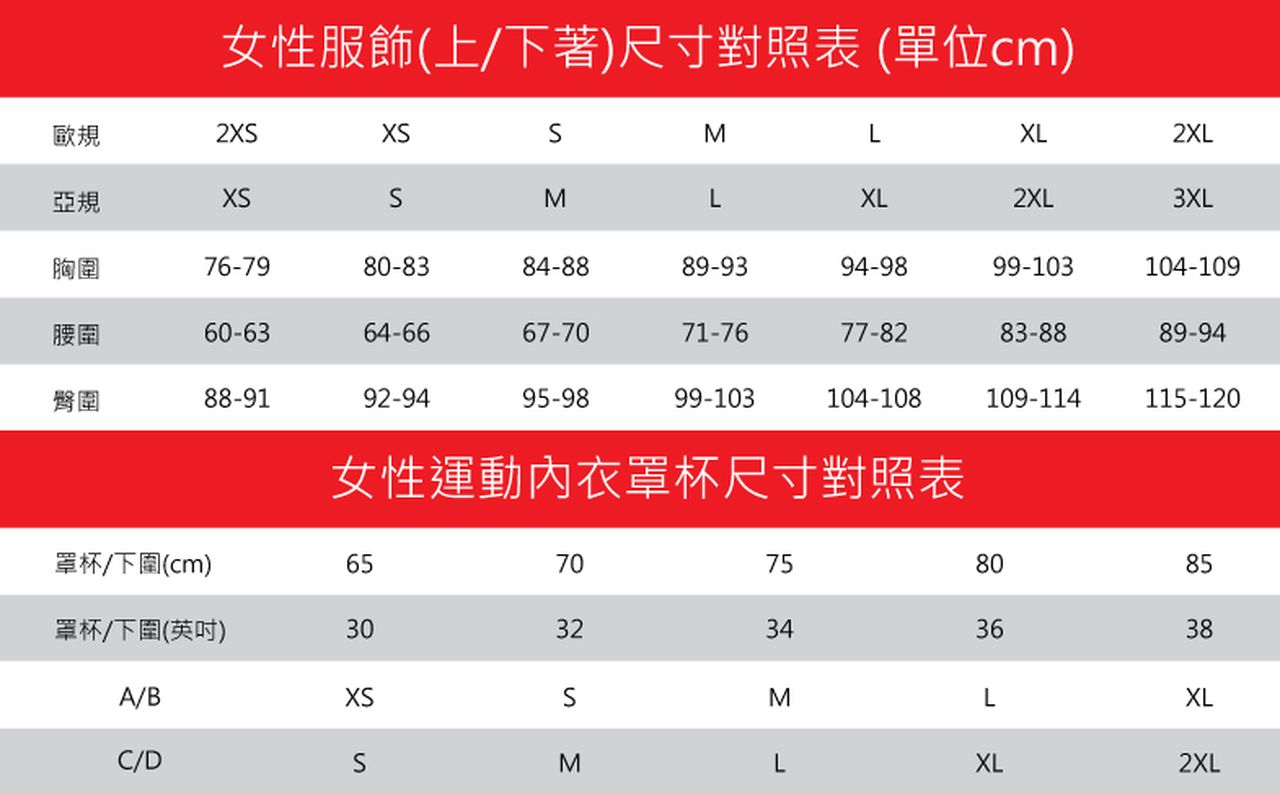 女性服飾(上/下著)尺寸對照表 (單位cm)
歐規 2XS XS S M L XL 2XL
亞規 XS S M L XL 2XL 3XL
胸圍 76-79 80-83 84-88 89-93 94-98 99-103 104-109
腰圍 60-63 64-66 67-70 71-76 77-82 83-88 89-94
臀圍 88-91 92-94 95-98 99-103 104-108 109-114 115-120
女性運動內衣罩杯尺寸對照表
罩杯/下圍(cm) 65 70 75 80 85
罩杯/下圍(英吋) 30 32 34 36 38
A/B XS S M L XL
C/D S M L XL 2XL